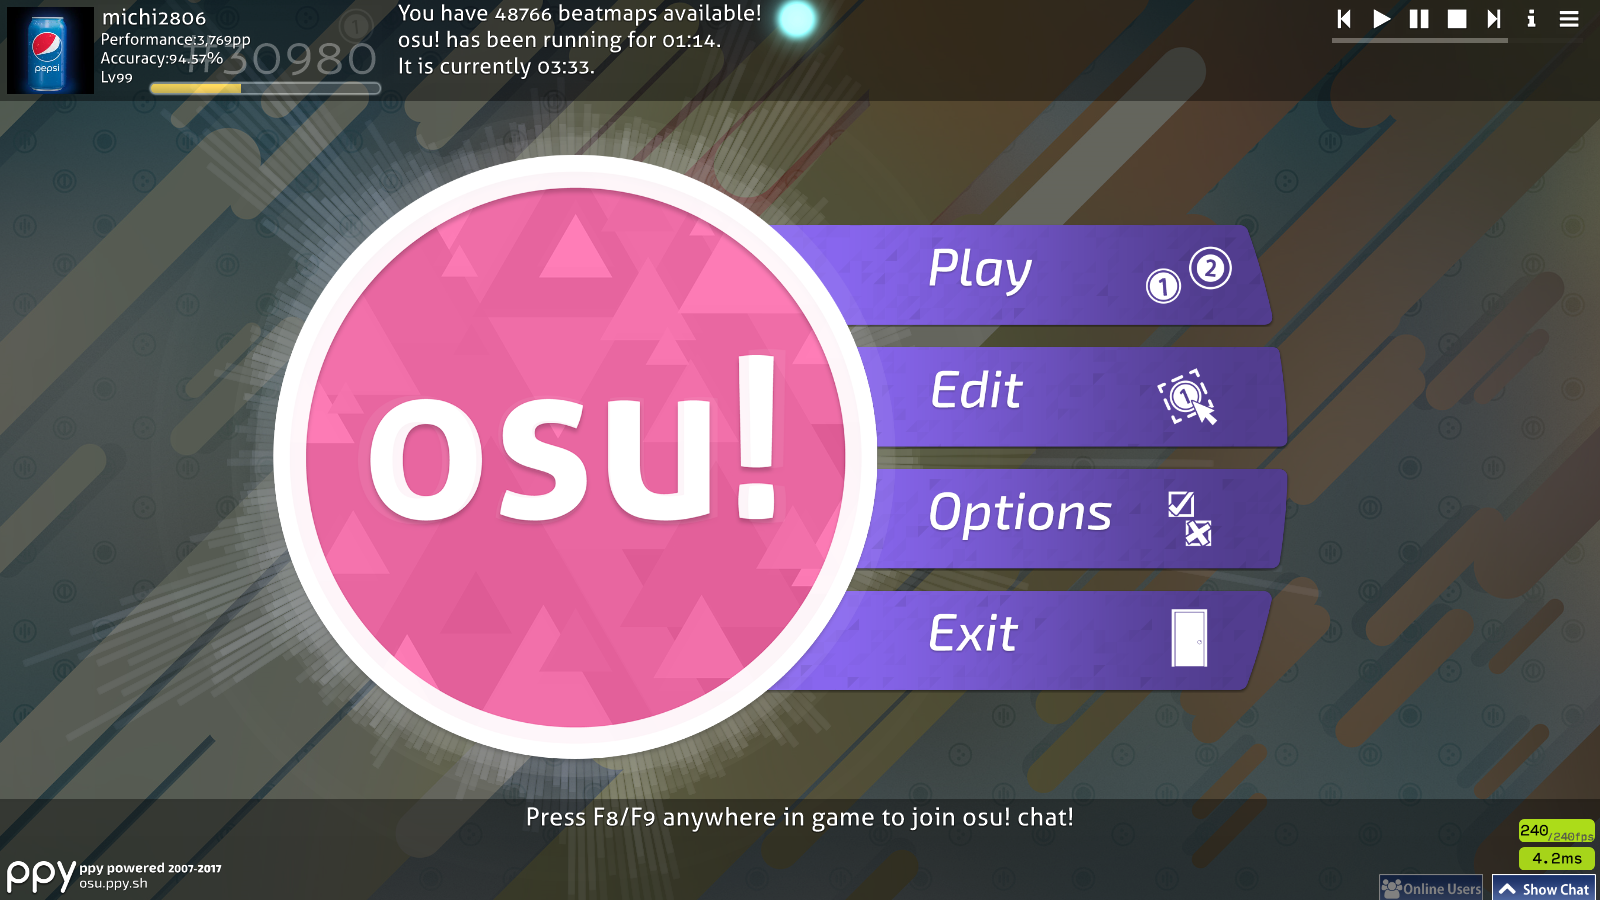 michi2806
Performance:3,769pp
Accuracy:94.57%
Lv99
#30980
pepsi
You have 48766 beatmaps available!
osu! has been running for 01:14.
It is currently 03:33.
osu!
Play
1 2
Edit
1
Options
Exit
Press F8/F9 anywhere in game to join osu! chat!
ppy
ppy powered 2007-2017
osu.ppy.sh
240/240fps
4.2ms
Online Users
Show Chat